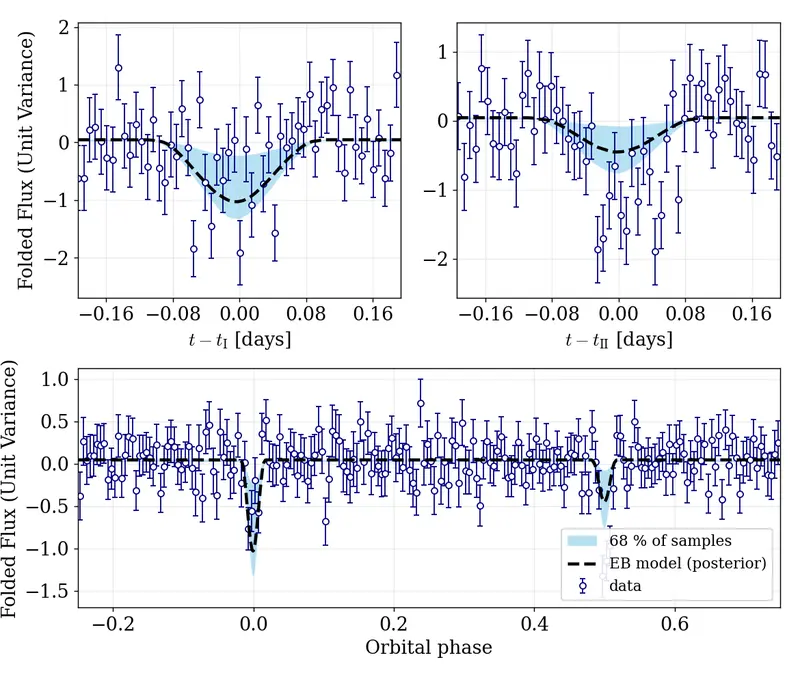 Folded Flux (Unit Variance)
2
1
0
−1
−2
−0.16 −0.08 0.00 0.08 0.16
t − tI [days]
1
0
−1
−2
−0.16 −0.08 0.00 0.08 0.16
t − tII [days]
Folded Flux (Unit Variance)
1.0
0.5
0.0
−0.5
−1.0
−1.5
−0.2 0.0 0.2 0.4 0.6
Orbital phase
68 % of samples
EB model (posterior)
data